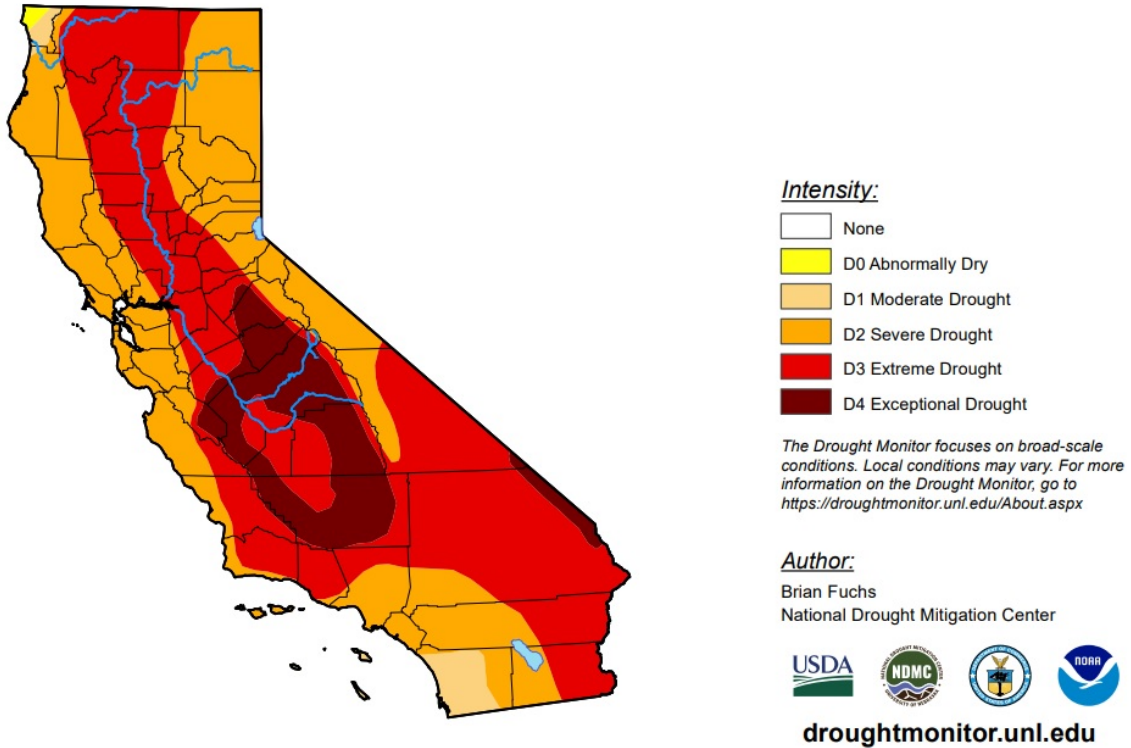 Intensity:
None
D0 Abnormally Dry
D1 Moderate Drought
D2 Severe Drought
D3 Extreme Drought
D4 Exceptional Drought
The Drought Monitor focuses on broad-scale
conditions. Local conditions may vary. For more
information on the Drought Monitor, go to
https://droughtmonitor.unl.edu/About.aspx
Author:
Brian Fuchs
National Drought Mitigation Center
USDA
NDMC
NOAA
droughtmonitor.unl.edu